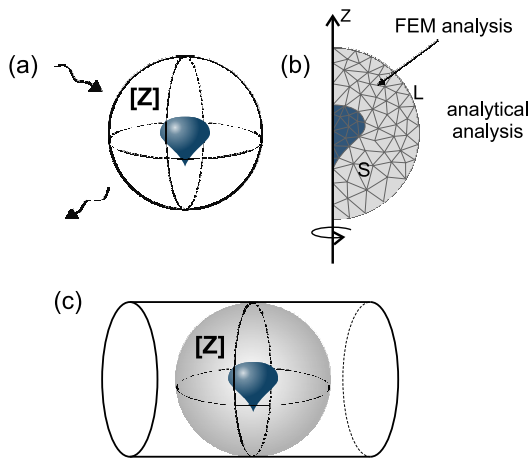 (a)
[Z]
(b)
Z
FEM analysis
L
analytical
analysis
S
(c)
[Z]